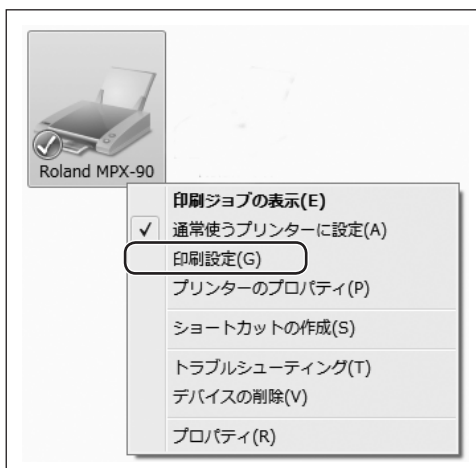 Roland MPX-90
印刷ジョブの表示(E)
✓ 通常使うプリンターに設定(A)
印刷設定(G)
プリンターのプロパティ(P)
ショートカットの作成(S)
トラブルシューティング(T)
デバイスの削除(V)
プロパティ(R)